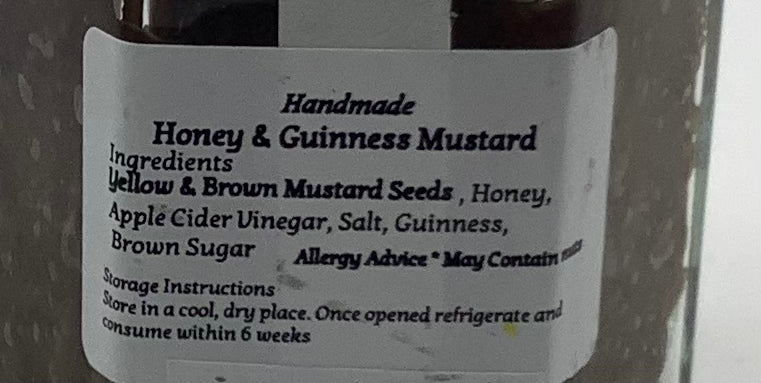 Handmade
Honey & Guinness Mustard
Ingredients
Yellow & Brown Mustard Seeds , Honey,
Apple Cider Vinegar, Salt, Guinness,
Brown Sugar Allergy Advice * May Contain nuts
Storage Instructions
Store in a cool, dry place. Once opened refrigerate and
consume within 6 weeks